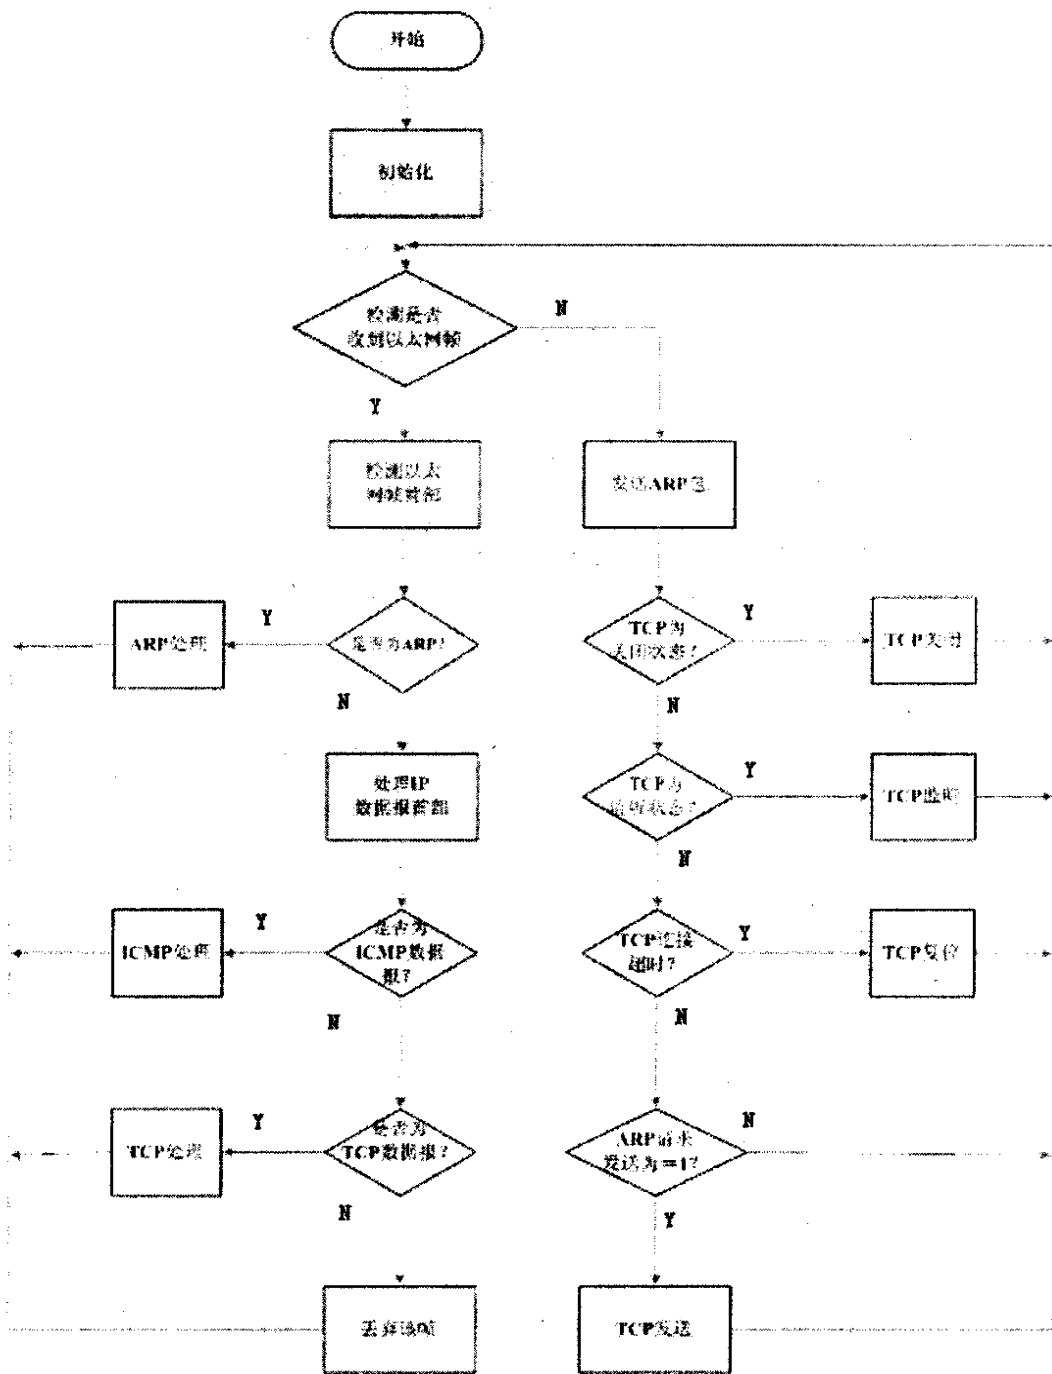 开始
初始化
检测是否
收到以太网帧
N
Y
检测以太
网帧首部
发送ARP包
Y
Y
ARP处理
是否为ARP?
TCP为
关闭状态?
TCP关闭
N
N
处理IP
数据报首部
TCP为
监听状态?
Y
TCP监听
N
Y
ICMP处理
是否为
ICMP数据
报?
TCP连接
超时?
Y
TCP复位
N
N
Y
TCP处理
是否为
TCP数据报?
ARP请求
发送为=1?
N
N
Y
丢弃该帧
TCP发送